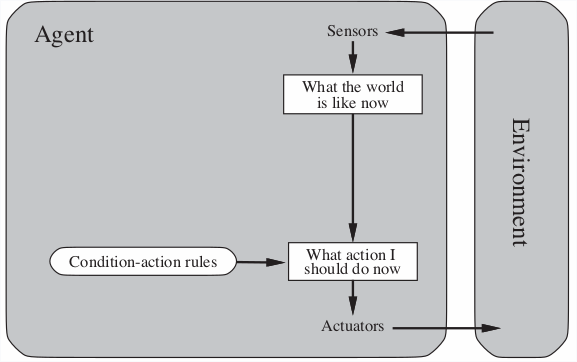 Agent
Sensors
What the world
is like now
Environment
Condition-action rules
What action I
should do now
Actuators